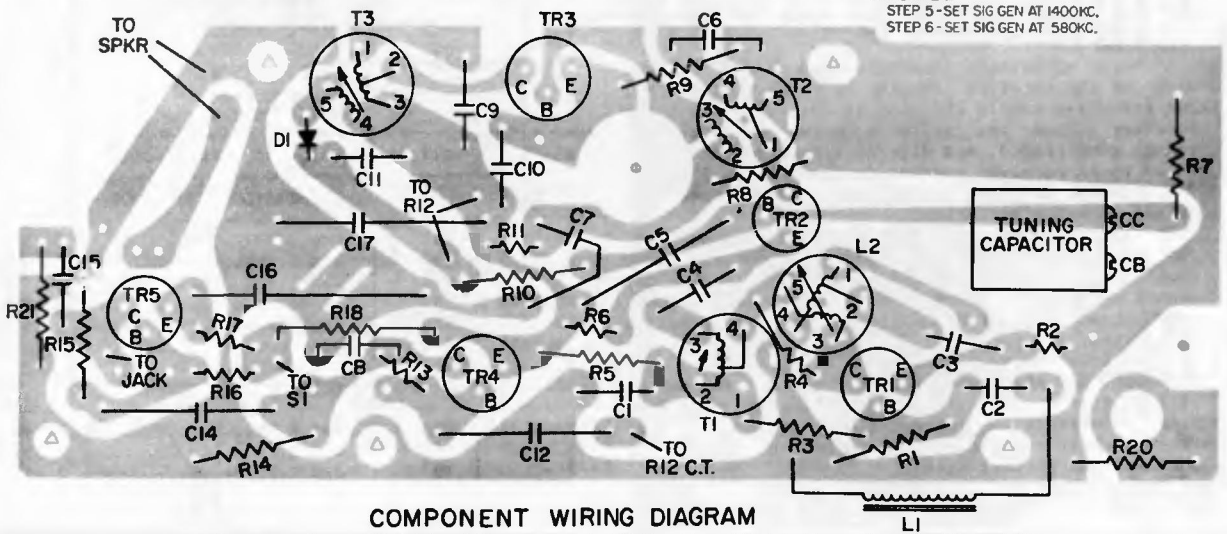 STEP 5-SET SIG GEN AT 1400KC.
STEP 6-SET SIG GEN AT 580KC.
TO
SPKR
T3
1
2
3
4
5
TR3
C
E
B
C6
R9
T2
4
5
3
2
1
C9
D1
C11
C10
TO
R12
R8
B
C
TR2
E
R7
TUNING
CAPACITOR
CC
CB
C17
R11
C7
C5
R10
C4
L2
5
1
2
4
3
C15
R21
R15
TR5
C
B
E
C16
R17
R18
C8
R13
TO
JACK
R16
TO
S1
C
E
TR4
B
R6
R5
C1
3
4
2
1
T1
R4
C
E
TR1
B
C3
R2
C2
C14
R14
C12
TO
R12 C.T.
R3
R1
R20
L1
COMPONENT WIRING DIAGRAM